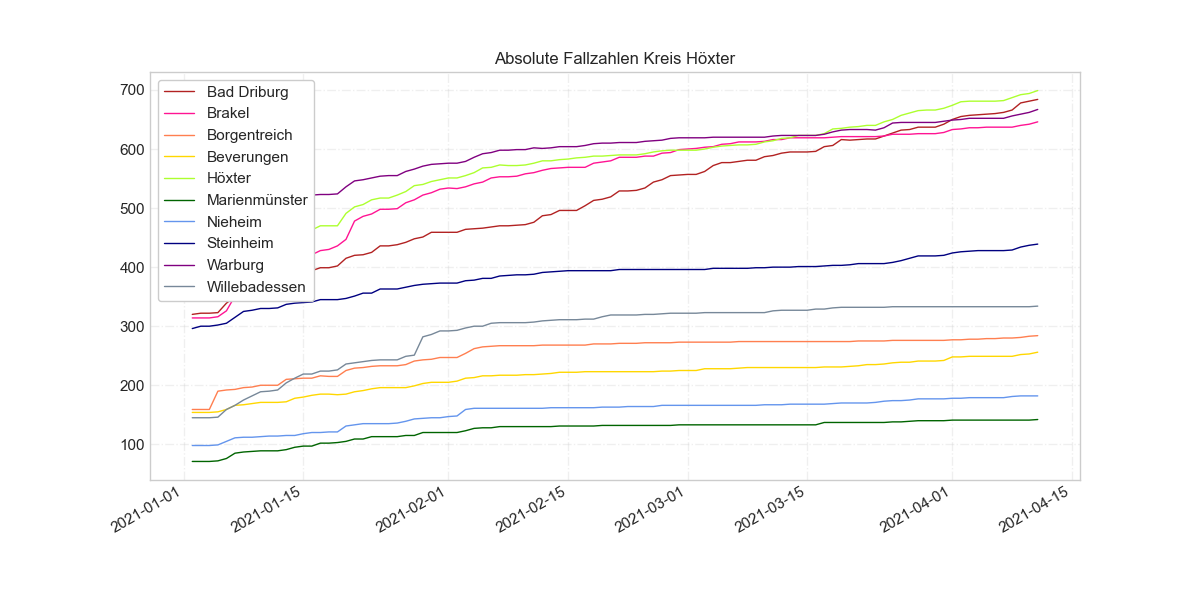 Absolute Fallzahlen Kreis Höxter
Bad Driburg
Brakel
Borgentreich
Beverungen
Höxter
Marienmünster
Nieheim
Steinheim
Warburg
Willebadessen
700
600
500
400
300
200
100
2021-01-01
2021-01-15
2021-02-01
2021-02-15
2021-03-01
2021-03-15
2021-04-01
2021-04-15